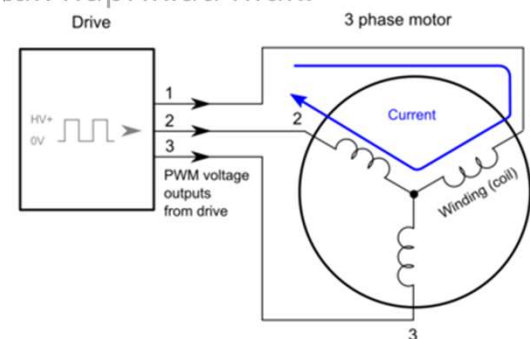 Drive
3 phase motor
1
HV+
0V
2
3
PWM voltage
outputs
from drive
2
Current
Winding (coil)
3